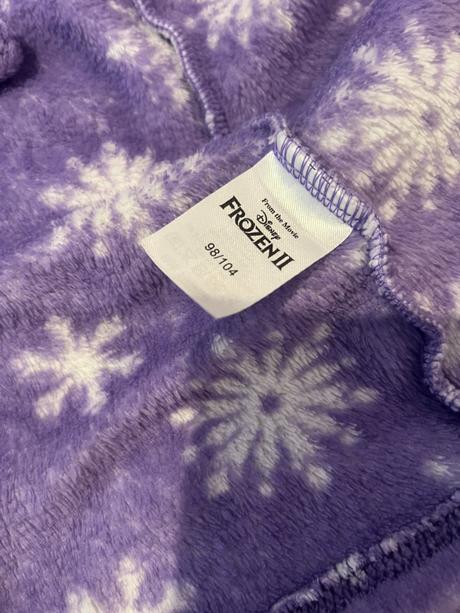 From the Movie
Disney
FROZEN II
98/104